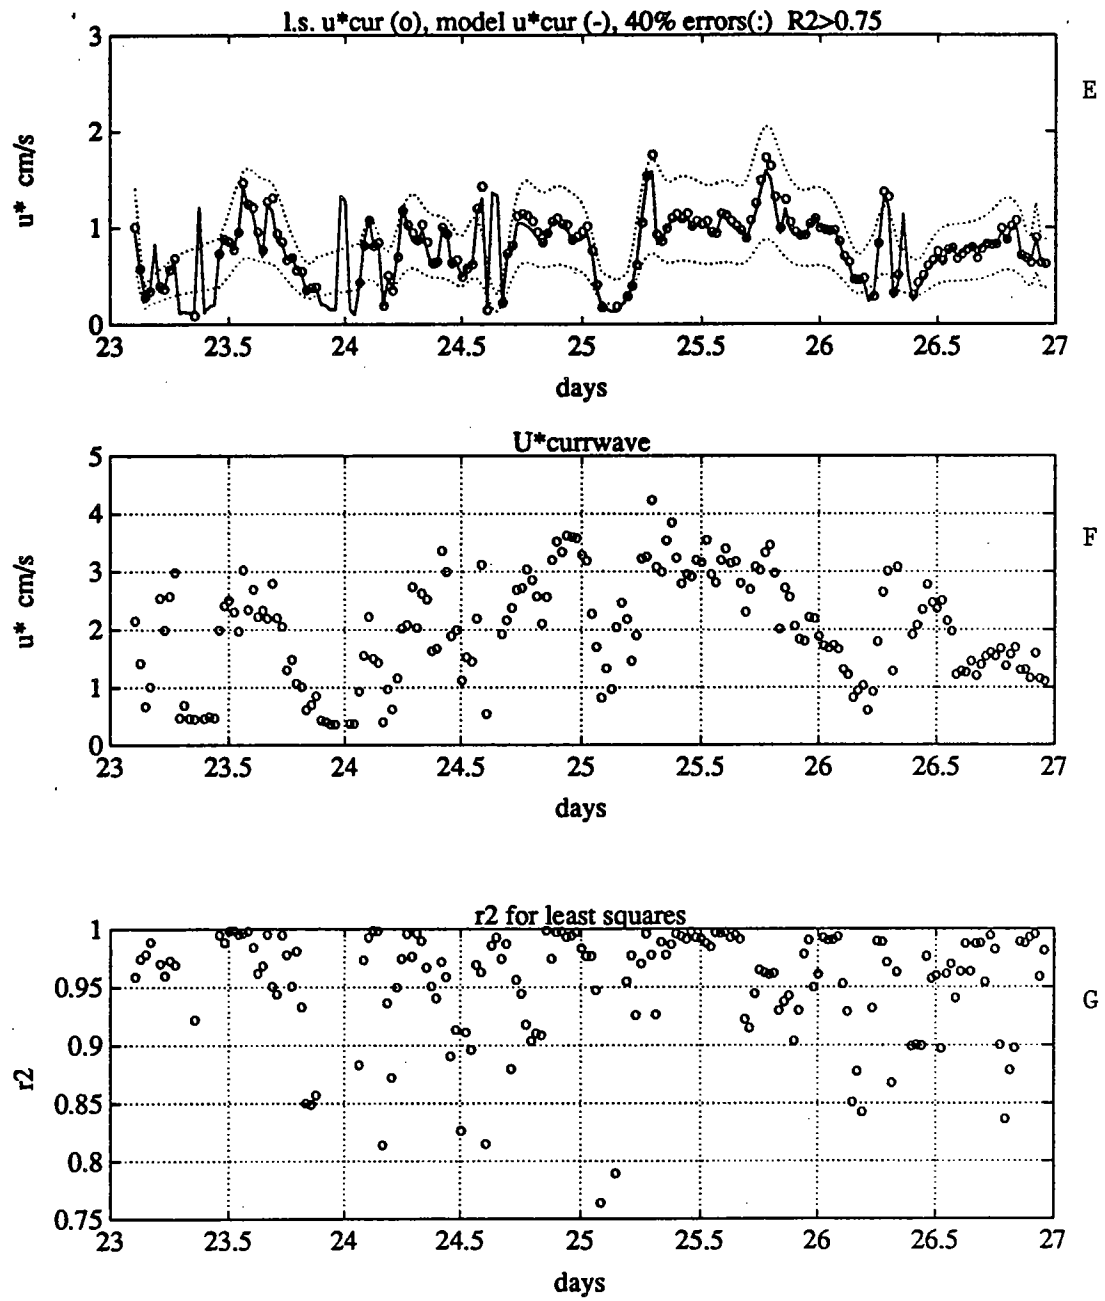 l.s. u*cur (o), model u*cur (-), 40% errors(:) R2>0.75
3
2
1
0
u* cm/s
23 23.5 24 24.5 25 25.5 26 26.5 27
days
E
U*currwave
5
4
3
2
1
0
u* cm/s
23 23.5 24 24.5 25 25.5 26 26.5 27
days
F
r2 for least squares
1
0.95
0.9
0.85
0.8
0.75
r2
23 23.5 24 24.5 25 25.5 26 26.5 27
days
G